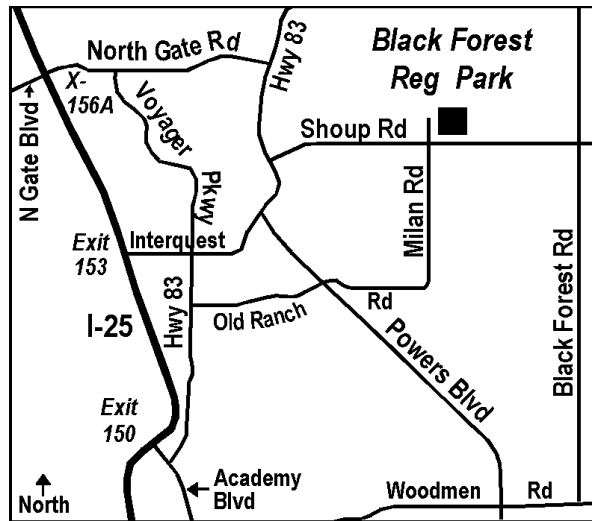 North Gate Rd
Hwy 83
Black Forest
Reg Park
X-
156A
N Gate Blvd
Voyager
Pkwy
Shoup Rd
Milan Rd
Black Forest Rd
Exit
153
Interquest
Hwy 83
Old Ranch
Rd
I-25
Powers Blvd
Exit
150
North
Academy
Blvd
Woodmen
Rd